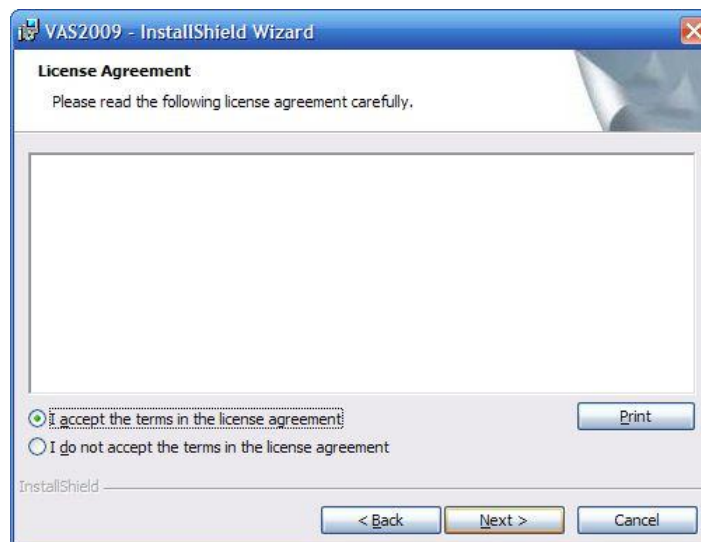 VAS2009 - InstallShield Wizard
License Agreement
Please read the following license agreement carefully.
I accept the terms in the license agreement
Print
I do not accept the terms in the license agreement
InstallShield
< Back
Next >
Cancel